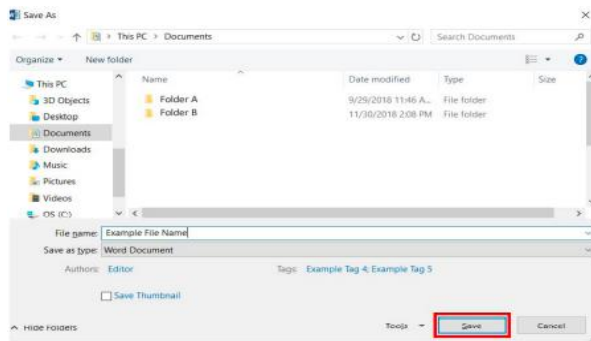 Save As
This PC > Documents
Search Documents
Organize New folder
Name Date modified Type Size
This PC
3D Objects
Desktop
Documents
Downloads
Music
Pictures
Videos
OS (C:)
Folder A 9/29/2018 11:46 A... File folder
Folder B 11/30/2018 2:08 PM File folder
File name: Example File Name
Save as type: Word Document
Authors: Editor Tags: Example Tag 4; Example Tag 5
Save Thumbnail
Hide Folders Tools Save Cancel